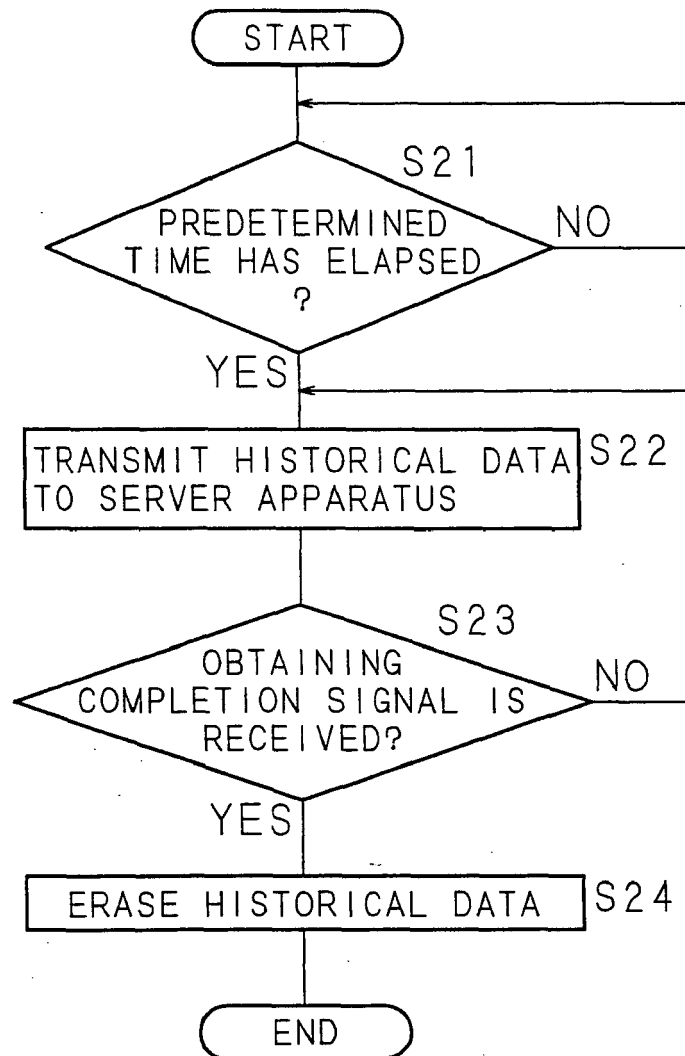 START
S21
PREDETERMINED
TIME HAS ELAPSED
?
NO
YES
TRANSMIT HISTORICAL DATA
TO SERVER APPARATUS
S22
S23
OBTAINING
COMPLETION SIGNAL IS
RECEIVED?
NO
YES
ERASE HISTORICAL DATA
S24
END